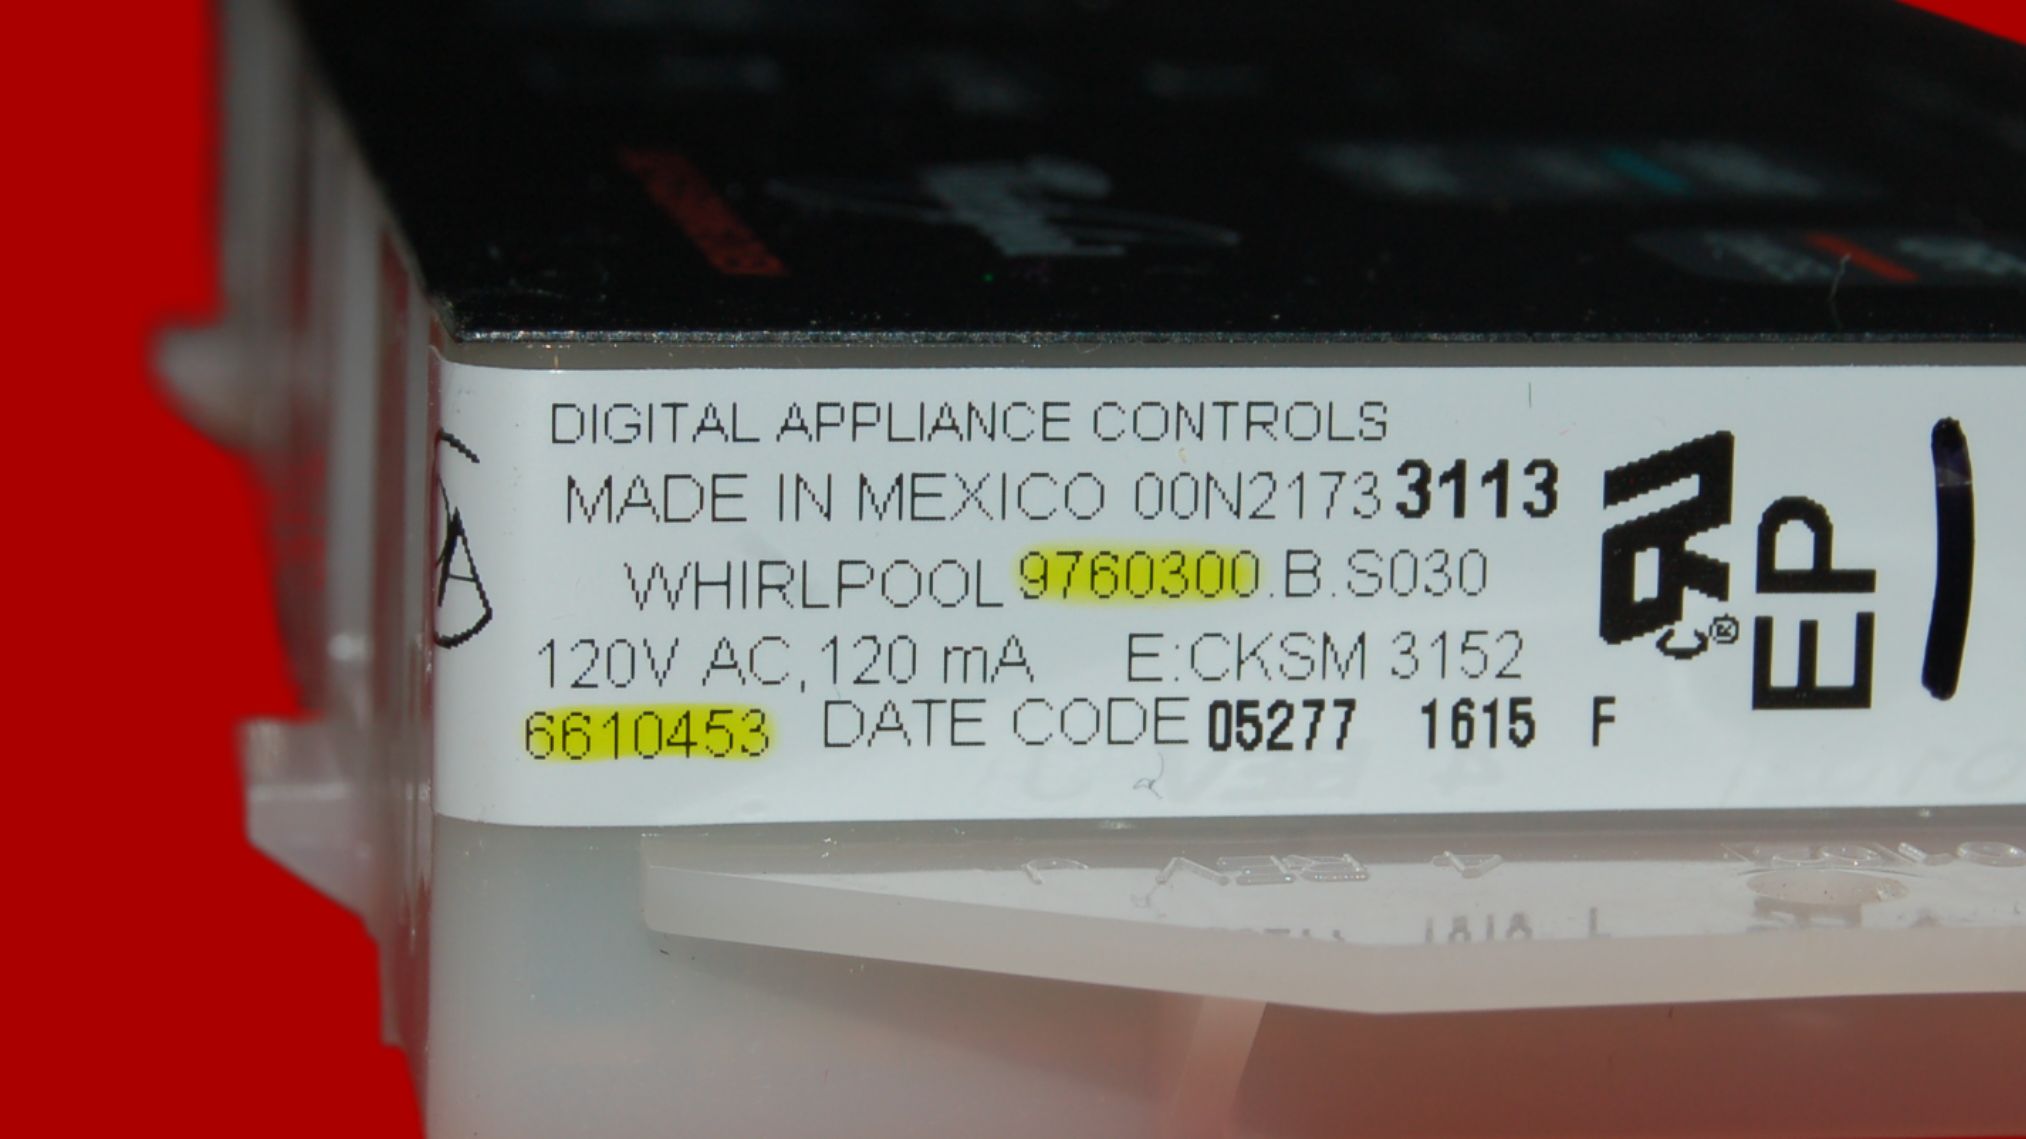 DIGITAL APPLIANCE CONTROLS
MADE IN MEXICO 00N2173 3113
WHIRLPOOL 9760300.B.S030
120V AC, 120 mA E:CKSM 3152
6610453 DATE CODE 05277 1615 F
EP